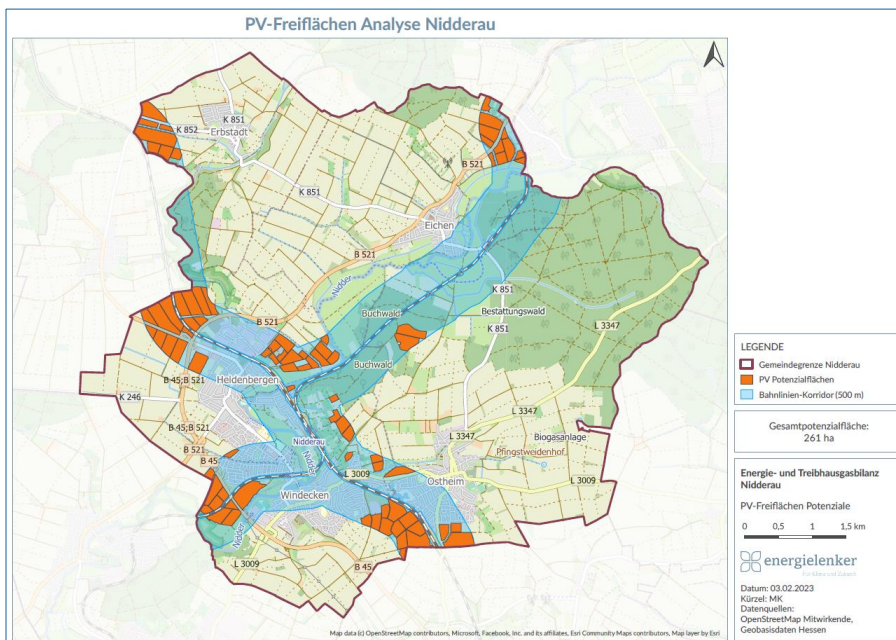 PV-Freiflächen Analyse Nidderau
K 851
K 852
Erbstadt
B 521
K 851
Eichen
B 521
Nidder
K 851
Buchwald
Bestattungswald
B 521
K 851
L 3347
Buchwald
B 45;B 521
Heldenbergen
K 246
L 3347
B 45;B 521
L 3347
Biogasanlage
Nidderau
Pfingstweidenhof
B 521
B 45
Nidder
L 3009
L 3009
Ostheim
Windecken
Nidder
L 3009
B 45
Map data (c) OpenStreetMap contributors, Microsoft, Facebook, Inc. and its affiliates, Esri Community Maps contributors, Map layer by Esri
LEGENDE
Gemeindegrenze Nidderau
PV Potenzialflächen
Bahnlinien-Korridor (500 m)
Gesamtpotenzialfläche:
261 ha
Energie- und Treibhausgasbilanz
Nidderau
PV-Freiflächen Potenziale
0 0,5 1 1,5 km
energielenker
Datum: 03.02.2023
Kürzel: MK
Datenquellen:
OpenStreetMap Mitwirkende,
Geobasisdaten Hessen